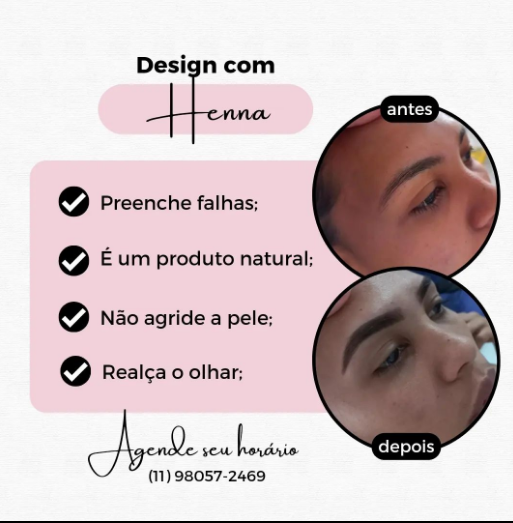 Design com
Henna
antes
Preenche falhas;
É um produto natural;
Não agride a pele;
Realça o olhar;
depois
Agende seu horário
(11) 98057-2469